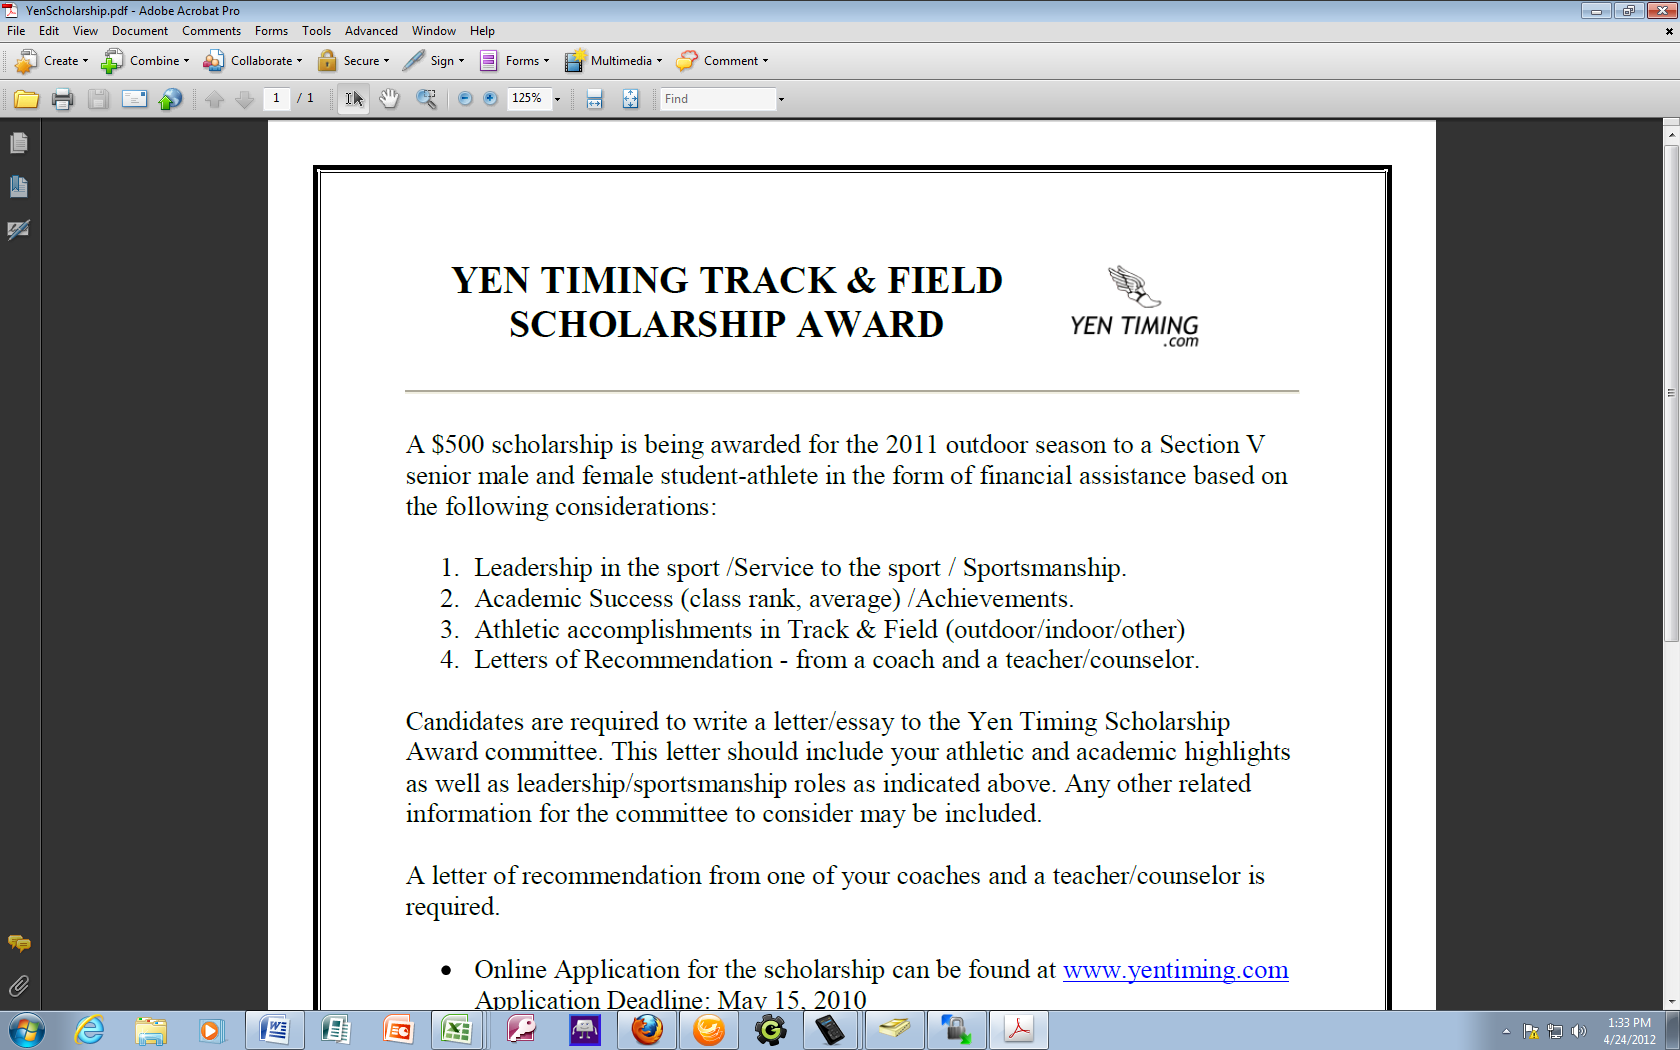 YenScholarship.pdf - Adobe Acrobat Pro
File Edit View Document Comments Forms Tools Advanced Window Help
Create Combine Collaborate Secure Sign Forms Multimedia Comment
1 / 1 125% Find
YEN TIMING TRACK & FIELD
SCHOLARSHIP AWARD
YEN TIMING
.com
A $500 scholarship is being awarded for the 2011 outdoor season to a Section V
senior male and female student-athlete in the form of financial assistance based on
the following considerations:
1. Leadership in the sport /Service to the sport / Sportsmanship.
2. Academic Success (class rank, average) /Achievements.
3. Athletic accomplishments in Track & Field (outdoor/indoor/other)
4. Letters of Recommendation - from a coach and a teacher/counselor.
Candidates are required to write a letter/essay to the Yen Timing Scholarship
Award committee. This letter should include your athletic and academic highlights
as well as leadership/sportsmanship roles as indicated above. Any other related
information for the committee to consider may be included.
A letter of recommendation from one of your coaches and a teacher/counselor is
required.
• Online Application for the scholarship can be found at www.yentiming.com
Application Deadline: May 15, 2010
1:33 PM
4/24/2012